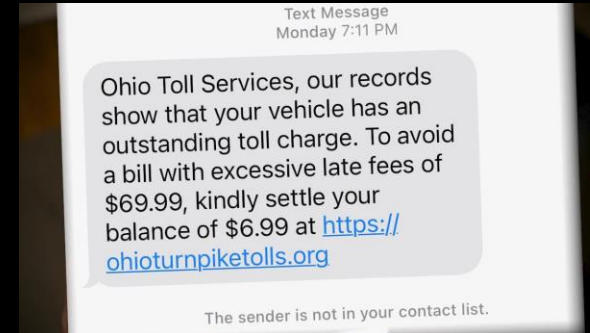 Text Message
Monday 7:11 PM
Ohio Toll Services, our records
show that your vehicle has an
outstanding toll charge. To avoid
a bill with excessive late fees of
$69.99, kindly settle your
balance of $6.99 at https://
ohioturnpiketolls.org
The sender is not in your contact list.